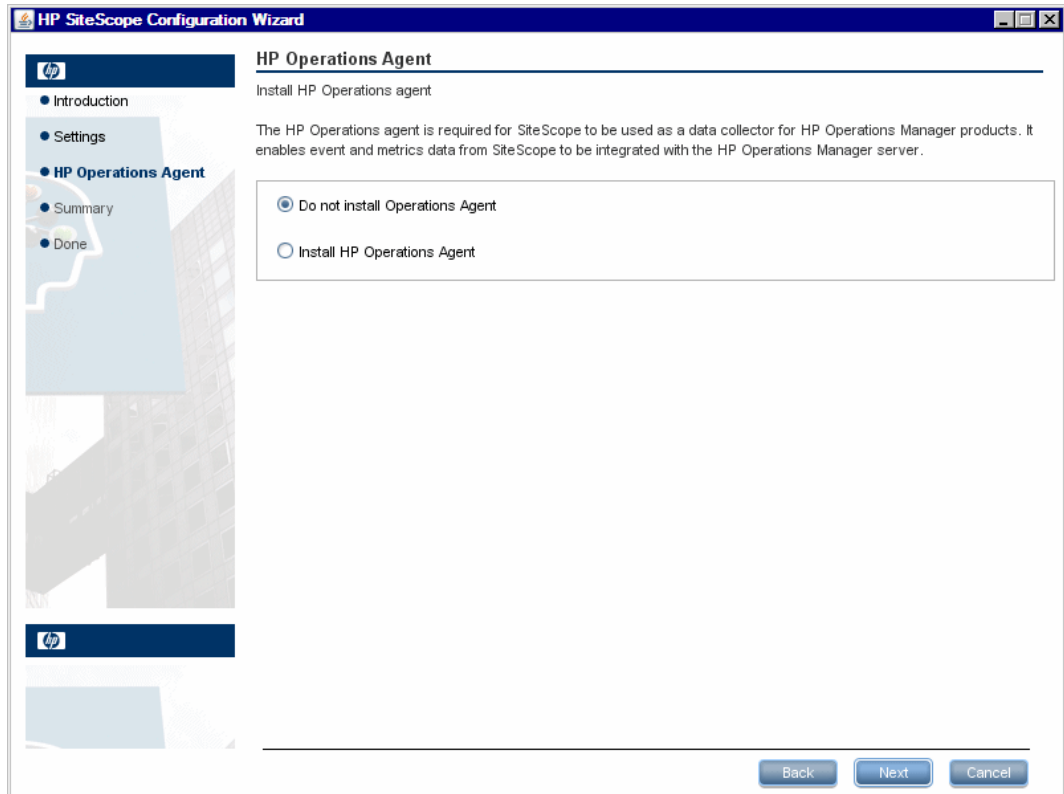 HP SiteScope Configuration Wizard
hp
Introduction
Settings
HP Operations Agent
Summary
Done
hp
HP Operations Agent
Install HP Operations agent
The HP Operations agent is required for SiteScope to be used as a data collector for HP Operations Manager products. It
enables event and metrics data from SiteScope to be integrated with the HP Operations Manager server.
Do not install Operations Agent
Install HP Operations Agent
Back
Next
Cancel